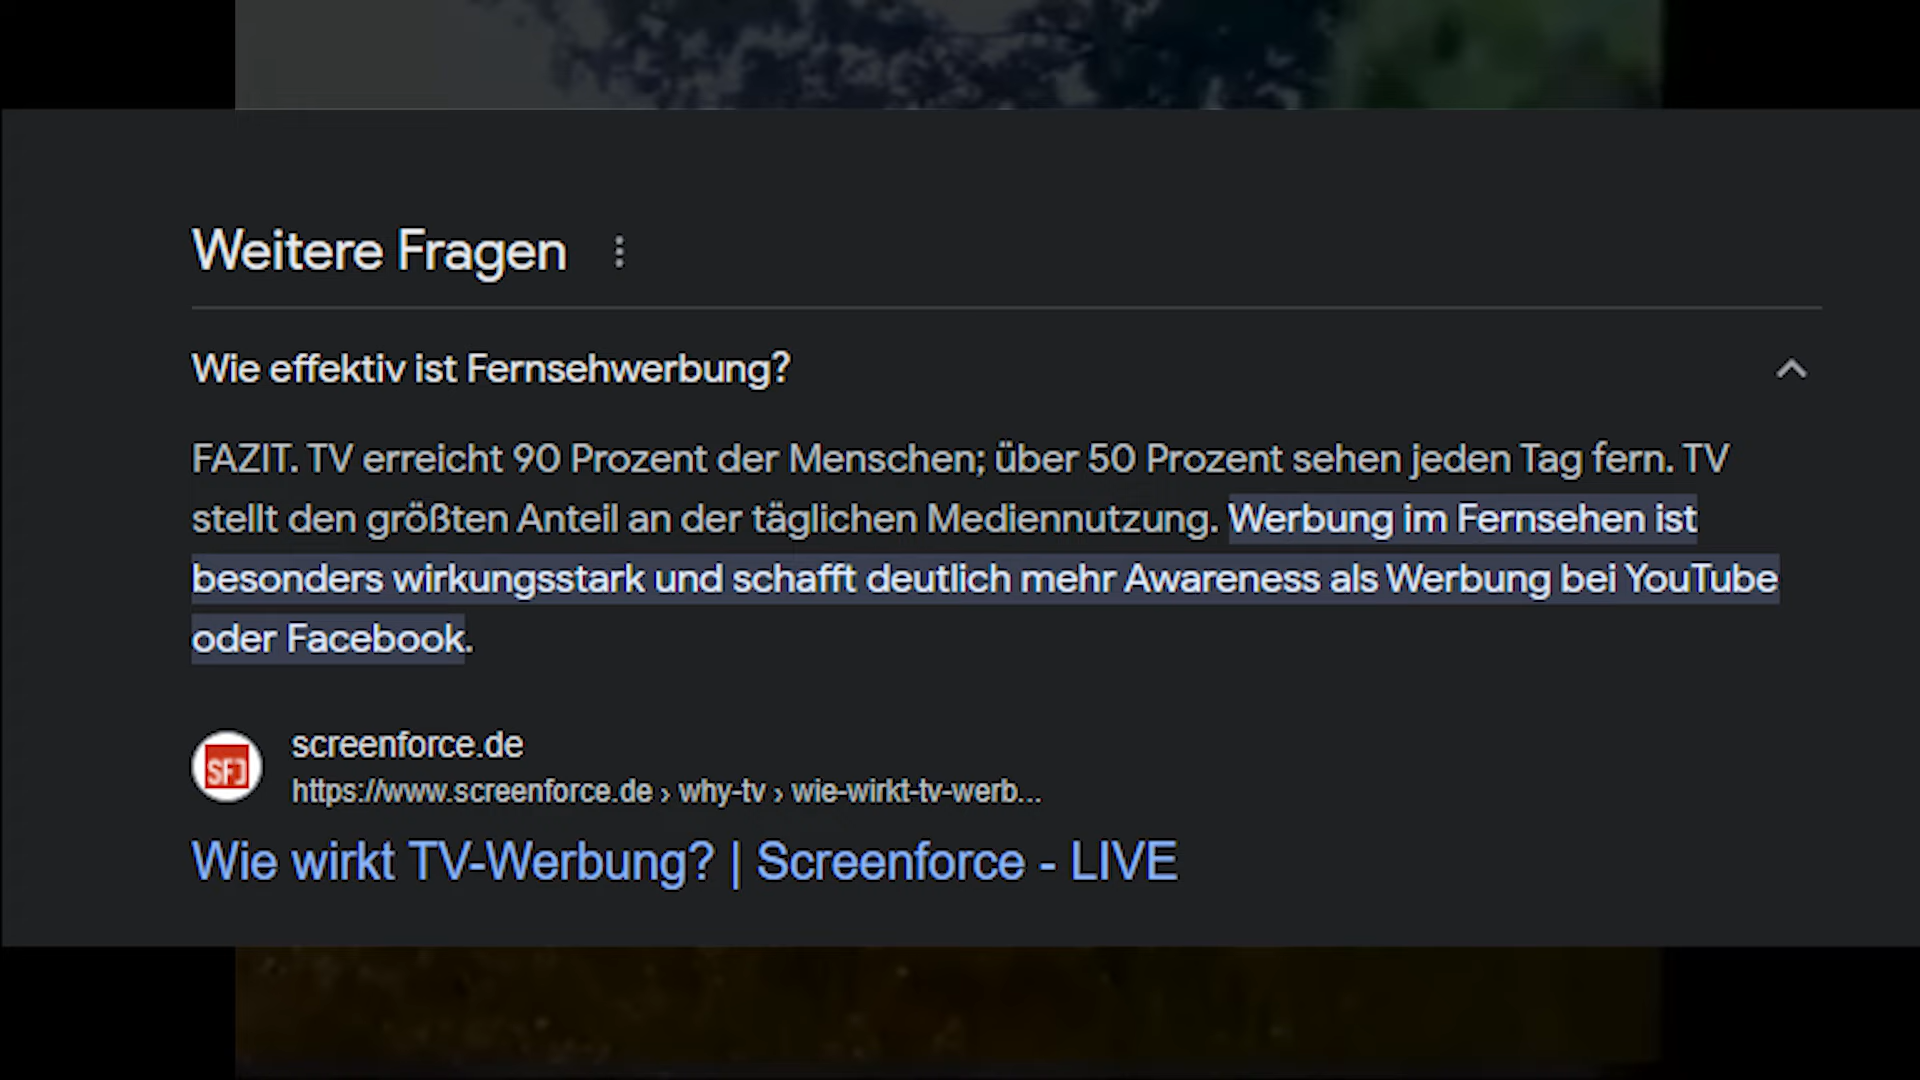 Weitere Fragen
Wie effektiv ist Fernsehwerbung?
FAZIT. TV erreicht 90 Prozent der Menschen; über 50 Prozent sehen jeden Tag fern. TV
stellt den größten Anteil an der täglichen Mediennutzung. Werbung im Fernsehen ist
besonders wirkungsstark und schafft deutlich mehr Awareness als Werbung bei YouTube
oder Facebook.
SF
screenforce.de
https://www.screenforce.de › why-tv › wie-wirkt-tv-werb...
Wie wirkt TV-Werbung? | Screenforce - LIVE